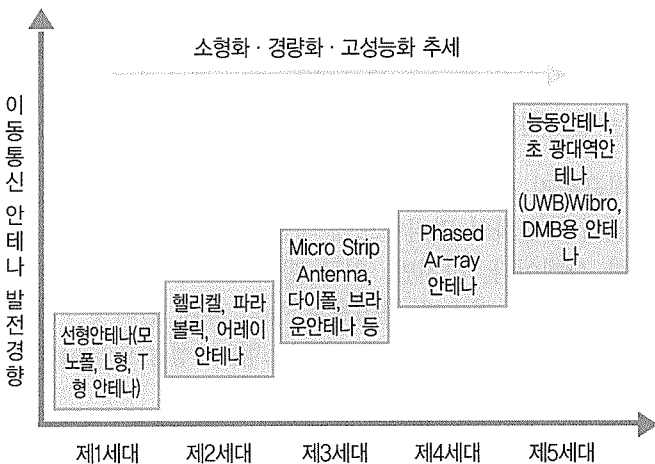 소형화 · 경량화 · 고성능화 추세
이동통신 안테나 발전경향
선형안테나(모
노폴, L형, T
형 안테나)
헬리켈, 파라
볼릭, 어레이
안테나
Micro Strip
Antenna,
다이폴, 브라
운안테나 등
Phased
Ar-ray
안테나
능동안테나,
초 광대역안
테나
(UWB)Wibro,
DMB용 안테
나
제1세대
제2세대
제3세대
제4세대
제5세대